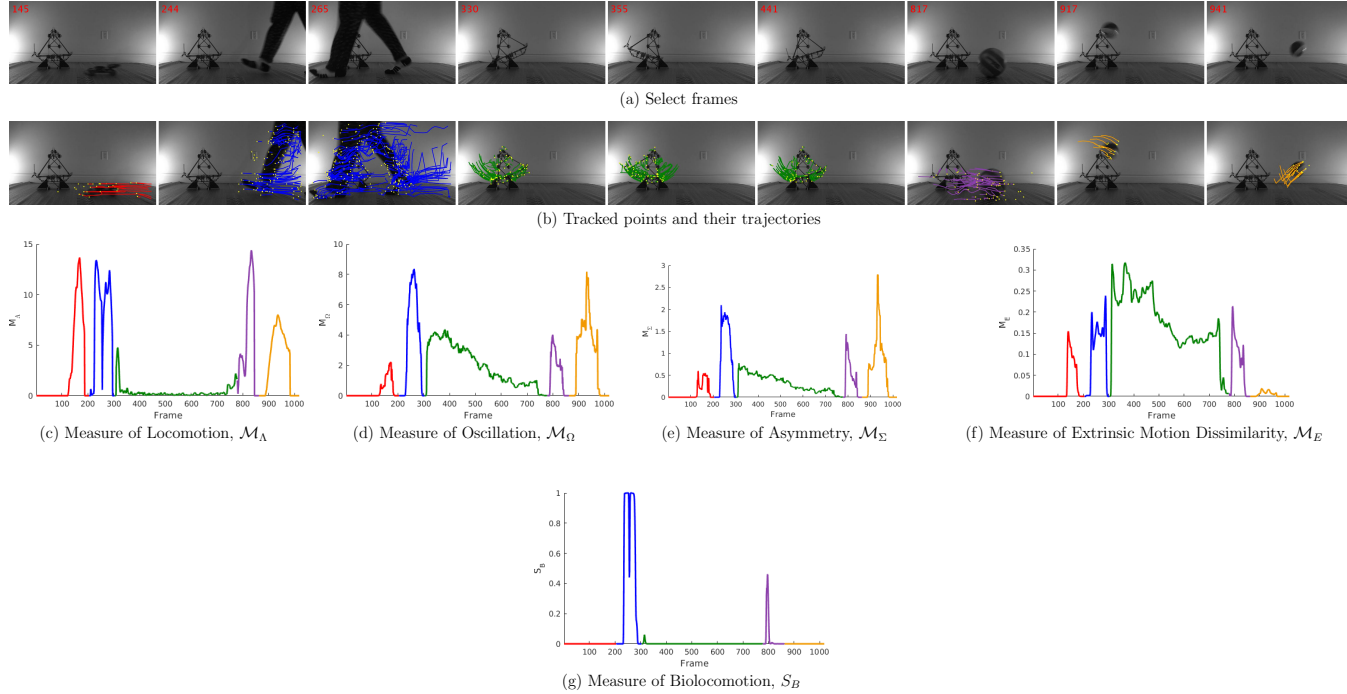 145 244 265 330 355 441 817 917 941
(a) Select frames
(b) Tracked points and their trajectories
15
10
5
0
M_Λ
100 200 300 400 500 600 700 800 900 1000
Frame
(c) Measure of Locomotion, 𝓜_Λ
10
8
6
4
2
0
M_Ω
100 200 300 400 500 600 700 800 900 1000
Frame
(d) Measure of Oscillation, 𝓜_Ω
3
2.5
2
1.5
1
0.5
0
M_Σ
100 200 300 400 500 600 700 800 900 1000
Frame
(e) Measure of Asymmetry, 𝓜_Σ
0.35
0.3
0.25
0.2
0.15
0.1
0.05
0
M_E
100 200 300 400 500 600 700 800 900 1000
Frame
(f) Measure of Extrinsic Motion Dissimilarity, 𝓜_E
1
0.8
0.6
0.4
0.2
0
S_B
100 200 300 400 500 600 700 800 900 1000
Frame
(g) Measure of Biolocomotion, S_B